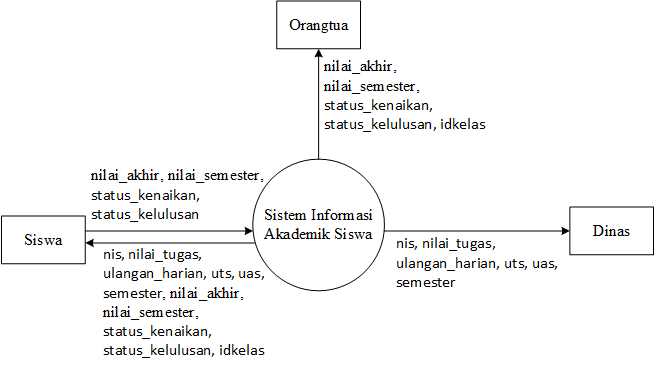 Orangtua
nilai_akhir,
nilai_semester,
status_kenaikan,
status_kelulusan, idkelas
nilai_akhir, nilai_semester,
status_kenaikan,
status_kelulusan
Siswa
Sistem Informasi
Akademik Siswa
Dinas
nis, nilai_tugas,
ulangan_harian, uts, uas,
semester, nilai_akhir,
nilai_semester,
status_kenaikan,
status_kelulusan, idkelas
nis, nilai_tugas,
ulangan_harian, uts, uas,
semester